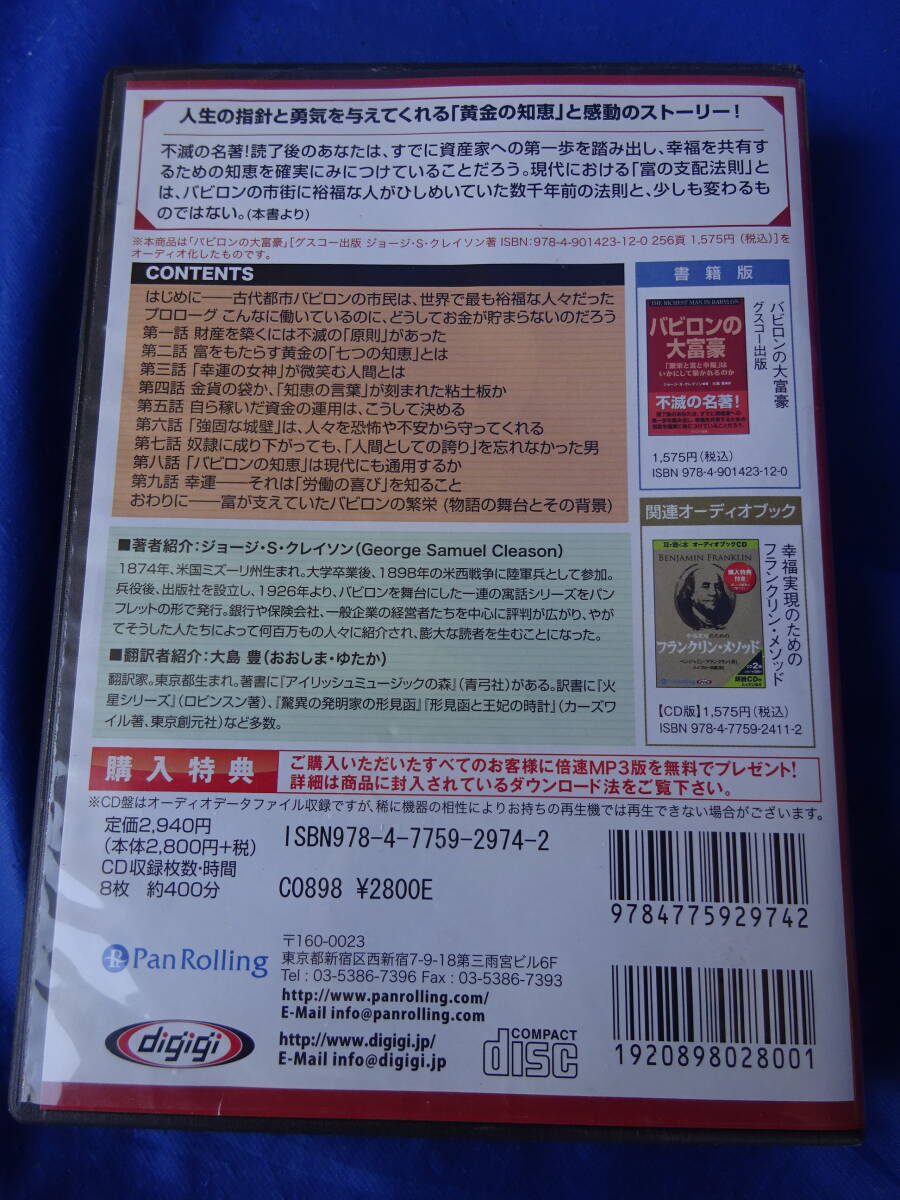 人生の指針と勇気を与えてくれる「黄金の知恵」と感動のストーリー!
不滅の名著!読了後のあなたは、すでに資産家への第一歩を踏み出し、幸福を共有す
るための知恵を確実にみにつけていることだろう。現代における「富の支配法則」と
は、バビロンの市街に裕福な人がひしめいていた数千年前の法則と、少しも変わるも
のではない。(本書より)
※本商品は「バビロンの大富豪」[グスコー出版 ジョージ・S・クレイソン著 ISBN:978-4-901423-12-0 256頁 1,575円 (税込)]を
オーディオ化したものです。
CONTENTS
はじめに――古代都市バビロンの市民は、世界で最も裕福な人々だった
プロローグ こんなに働いているのに、どうしてお金が貯まらないのだろう
第一話 財産を築くには不滅の「原則」があった
第二話 富をもたらす黄金の「七つの知恵」とは
第三話 「幸運の女神」が微笑む人間とは
第四話 金貨の袋か、「知恵の言葉」が刻まれた粘土板か
第五話 自ら稼いだ資金の運用は、こうして決める
第六話 「強固な城壁」は、人々を恐怖や不安から守ってくれる
第七話 奴隷に成り下がっても、「人間としての誇り」を忘れなかった男
第八話 「バビロンの知恵」は現代にも通用するか
第九話 幸運――それは「労働の喜び」を知ること
おわりに――富が支えていたバビロンの繁栄 (物語の舞台とその背景)
書籍版
THE RICHEST MAN IN BABYLON
バビロンの
大富豪
「繁栄と富と幸福」は
いかにして築かれるのか
不滅の名著!
バビロンの大富豪
グスコー出版
1,575円(税込)
ISBN 978-4-901423-12-0
関連オーディオブック
耳で聴く本 オーディオブックCD
BENJAMIN FRANKLIN
購入特典
付き
フランクリン・メソッド
PanRolling
幸福実現のための
フランクリン・メソッド
【CD版】1,575円(税込)
ISBN 978-4-7759-2411-2
■著者紹介:ジョージ・S・クレイソン(George Samuel Cleason)
1874年、米国ミズーリ州生まれ。大学卒業後、1898年の米西戦争に陸軍兵として参加。
兵役後、出版社を設立し、1926年より、バビロンを舞台にした一連の寓話シリーズをパン
フレットの形で発行。銀行や保険会社、一般企業の経営者たちを中心に評判が広がり、やが
てそうした人たちによって何百万もの人々に紹介され、膨大な読者を生むことになった。
■翻訳者紹介:大島 豊(おおしま・ゆたか)
翻訳家。東京都生まれ。著書に『アイリッシュミュージックの森』(青弓社)がある。訳書に『火
星シリーズ』(ロビンスン著)、『驚異の発明家の形見函』『形見函と王妃の時計』(カーズワ
イル著、東京創元社)など多数。
購入特典
ご購入いただいたすべてのお客様に倍速MP3版を無料でプレゼント!
詳細は商品に封入されているダウンロード法をご覧下さい。
※CD盤はオーディオデータファイル収録ですが、稀に機器の相性によりお持ちの再生機では再生できない場合がございます。
定価2,940円
(本体2,800円+税)
CD収録枚数・時間
8枚 約400分
ISBN978-4-7759-2974-2
C0898 ¥2800E
9784775929742
1920898028001
PanRolling
〒160-0023
東京都新宿区西新宿7-9-18第三雨宮ビル6F
Tel : 03-5386-7396 Fax : 03-5386-7393
http://www.panrolling.com/
E-Mail info@panrolling.com
digigi
http://www.digigi.jp/
E-Mail info@digigi.jp
COMPACT
disc